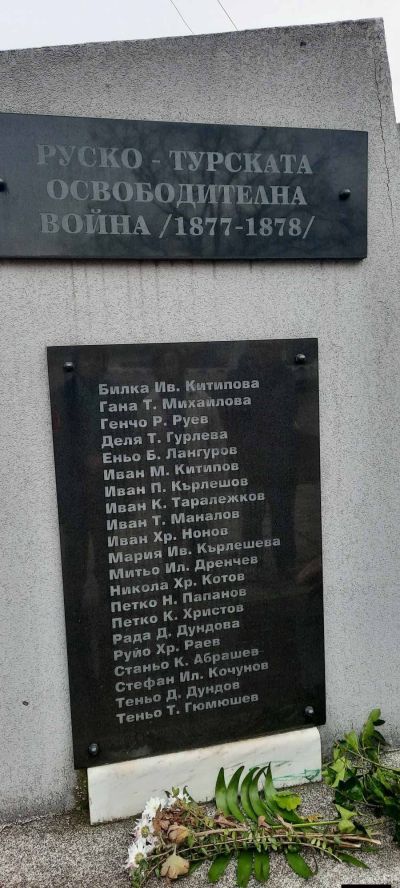 РУСКО - ТУРСКАТА
ОСВОБОДИТЕЛНА
ВОЙНА /1877-1878/
Билка Ив. Китипова
Гана Т. Михайлова
Генчо Р. Руев
Деля Т. Гурлева
Еньо Б. Лангуров
Иван М. Китипов
Иван П. Кърлешов
Иван К. Таралежков
Иван Т. Маналов
Иван Хр. Нонов
Мария Ив. Кърлешева
Митьо Ил. Дренчев
Никола Хр. Котов
Петко Н. Папанов
Петко К. Христов
Рада Д. Дундова
Руйо Хр. Раев
Станьо К. Абрашев
Стефан Ил. Кочунов
Теньо Д. Дундов
Теньо Т. Гюмюшев